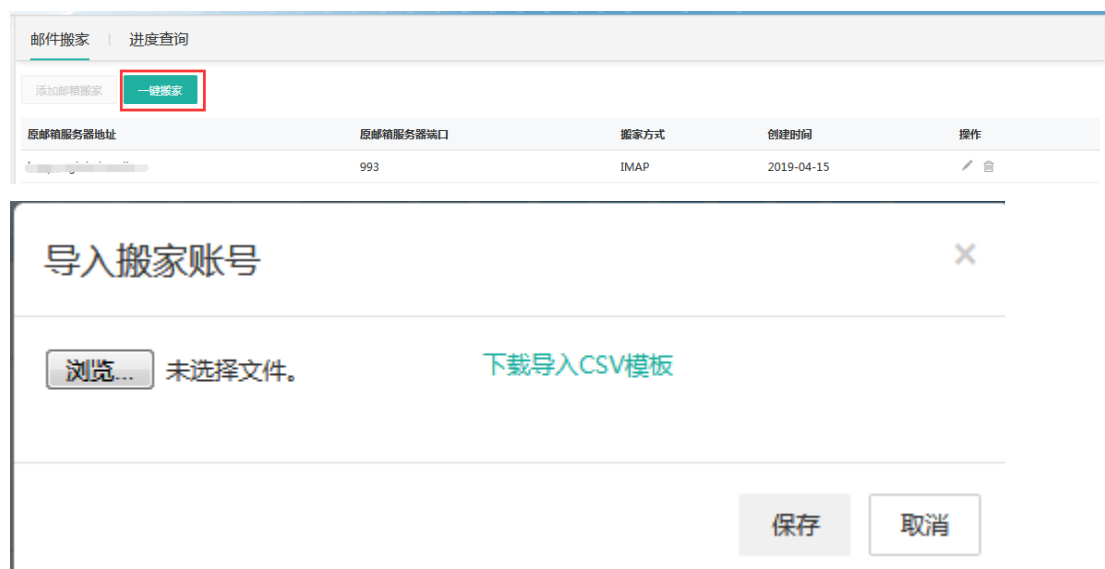 邮件搬家 进度查询
添加邮箱搬家 一键搬家
原邮箱服务器地址 原邮箱服务器端口 搬家方式 创建时间 操作
993 IMAP 2019-04-15
导入搬家账号 ×
浏览... 未选择文件。 下载导入CSV模板
保存 取消